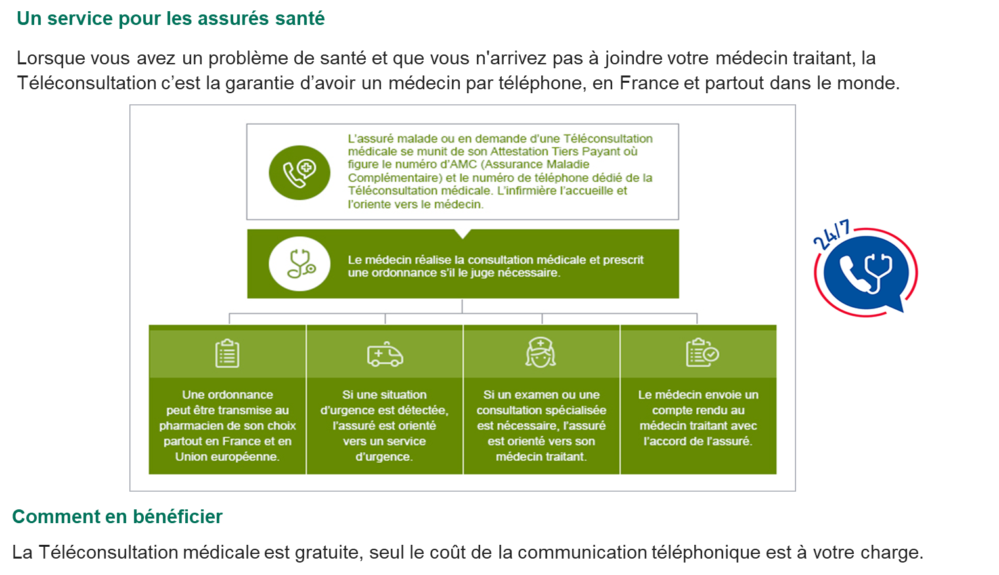 Un service pour les assurés santé
Lorsque vous avez un problème de santé et que vous n'arrivez pas à joindre votre médecin traitant, la
Téléconsultation c’est la garantie d’avoir un médecin par téléphone, en France et partout dans le monde.
L’assuré malade ou en demande d’une Téléconsultation
médicale se munit de son Attestation Tiers Payant où
figure le numéro d’AMC (Assurance Maladie
Complémentaire) et le numéro de téléphone dédié de la
Téléconsultation médicale. L’infirmière l’accueille et
l’oriente vers le médecin.
24/7
Le médecin réalise la consultation médicale et prescrit
une ordonnance s’il le juge nécessaire.
Une ordonnance
peut être transmise au
pharmacien de son choix
partout en France et en
Union européenne.
Si une situation
d’urgence est détectée,
l’assuré est orienté
vers un service
d’urgence.
Si un examen ou une
consultation spécialisée
est nécessaire, l’assuré
est orienté vers son
médecin traitant.
Le médecin envoie un
compte rendu au
médecin traitant avec
l’accord de l’assuré.
Comment en bénéficier
La Téléconsultation médicale est gratuite, seul le coût de la communication téléphonique est à votre charge.